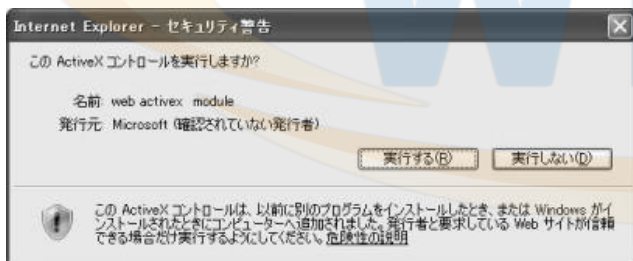 Internet Explorer - セキュリティ警告
この ActiveX コントロールを実行しますか?
名前: web activex module
発行元: Microsoft (確認されていない発行者)
実行する(R) 実行しない(D)
この ActiveX コントロールは、以前に別のプログラムをインストールしたとき、または Windows がイ
ンストールされたときにコンピューターへ追加されました。発行者と要求している Web サイトが信頼
できる場合だけ実行するようにしてください。危険性の説明